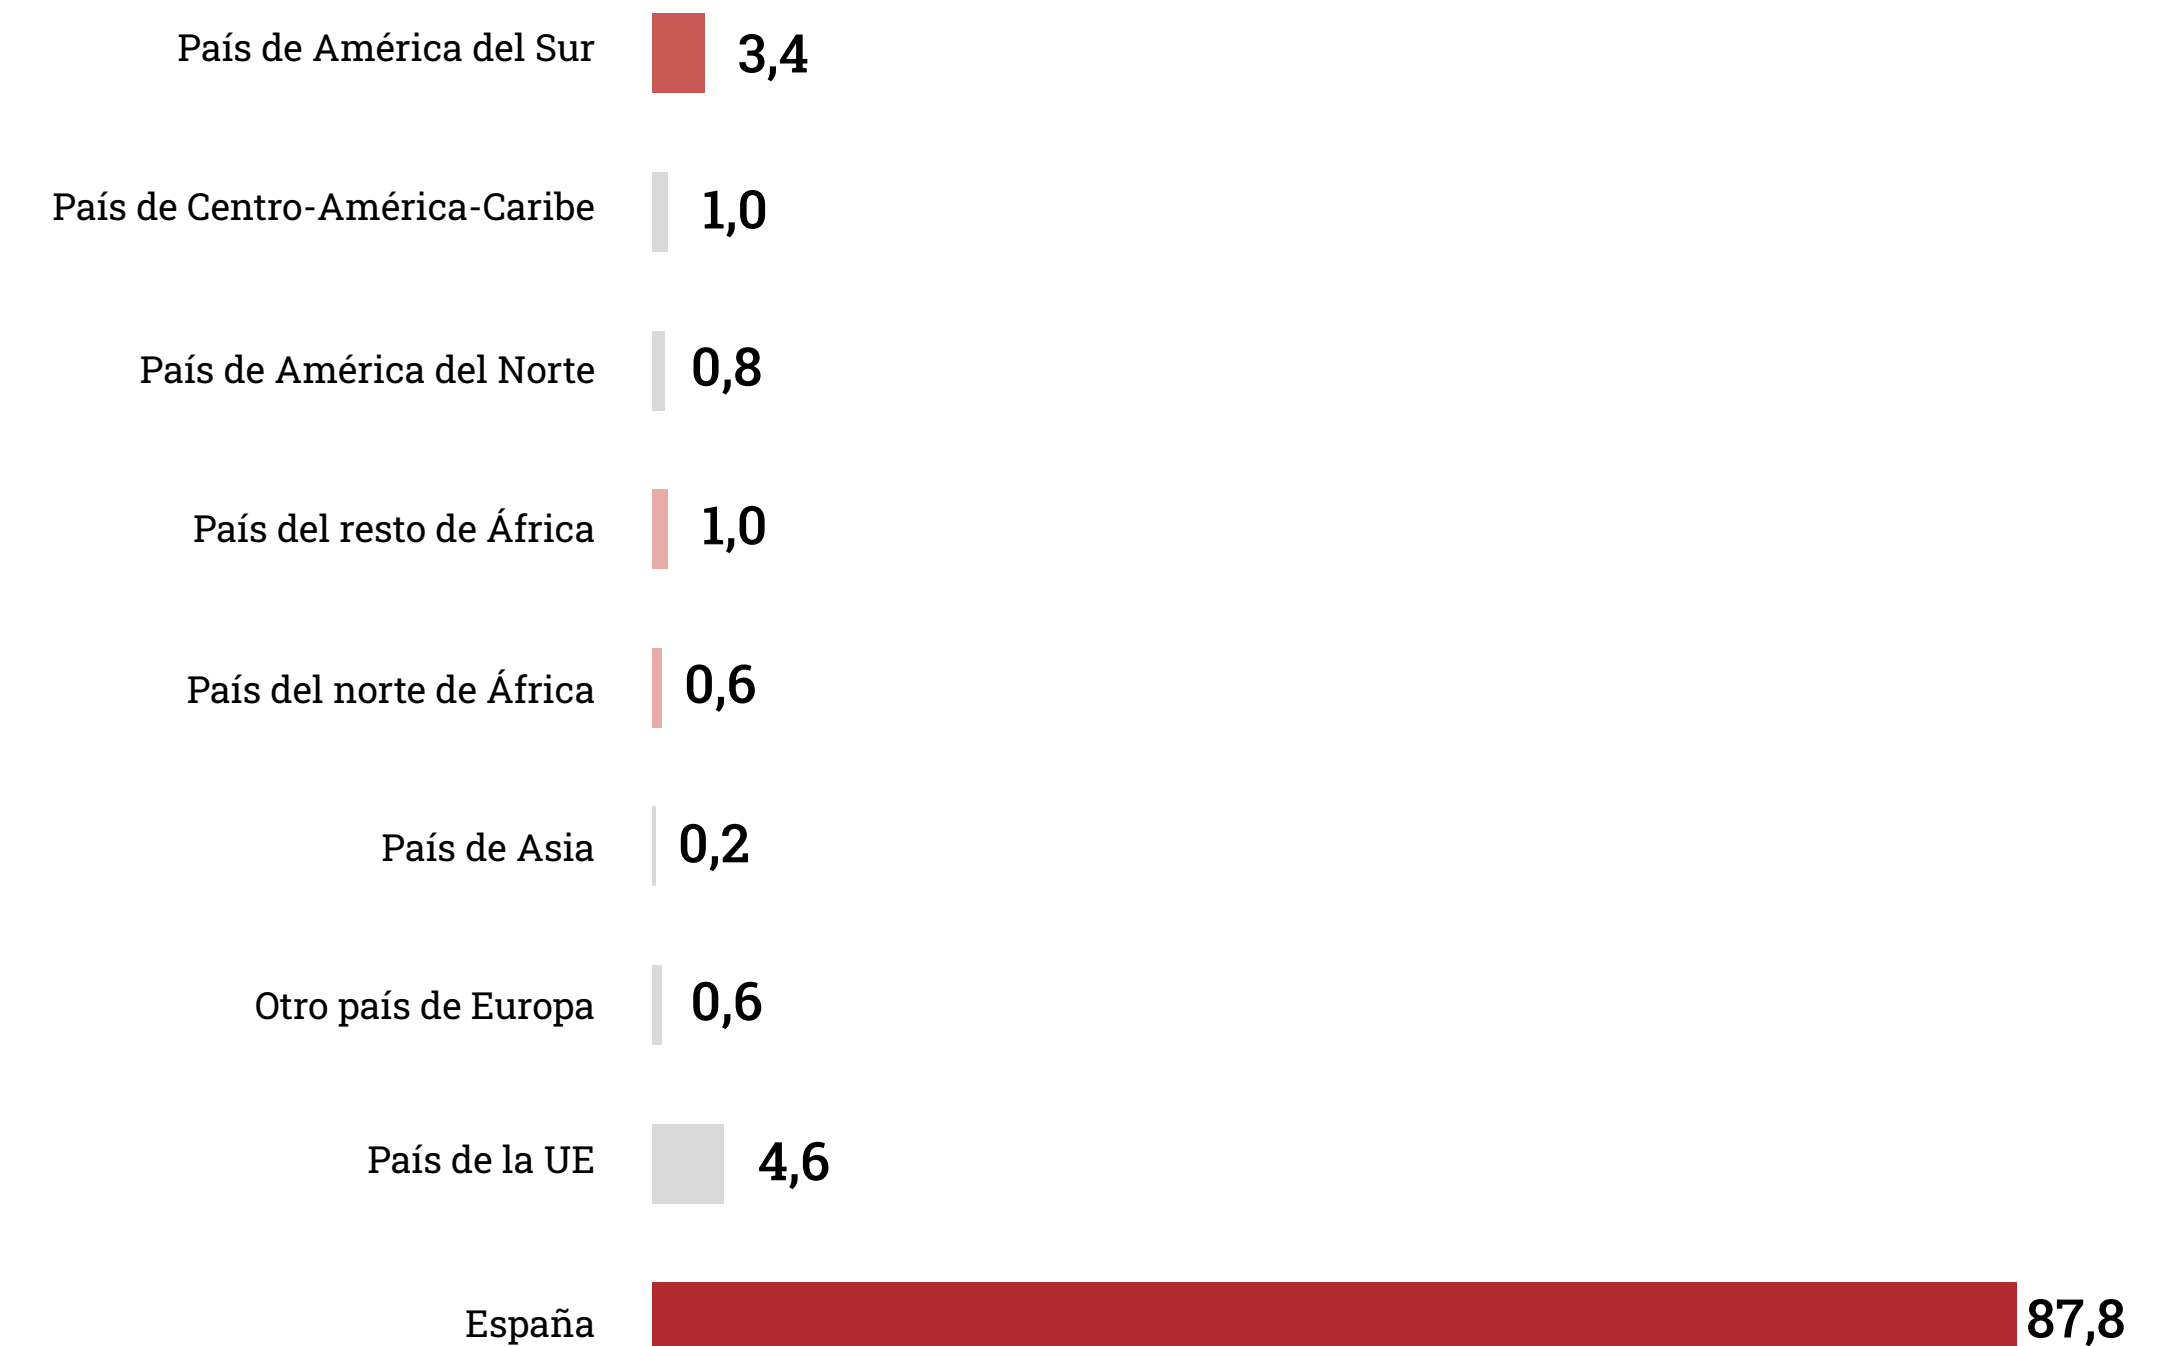 País de América del Sur 3,4
País de Centro-América-Caribe 1,0
País de América del Norte 0,8
País del resto de África 1,0
País del norte de África 0,6
País de Asia 0,2
Otro país de Europa 0,6
País de la UE 4,6
España 87,8